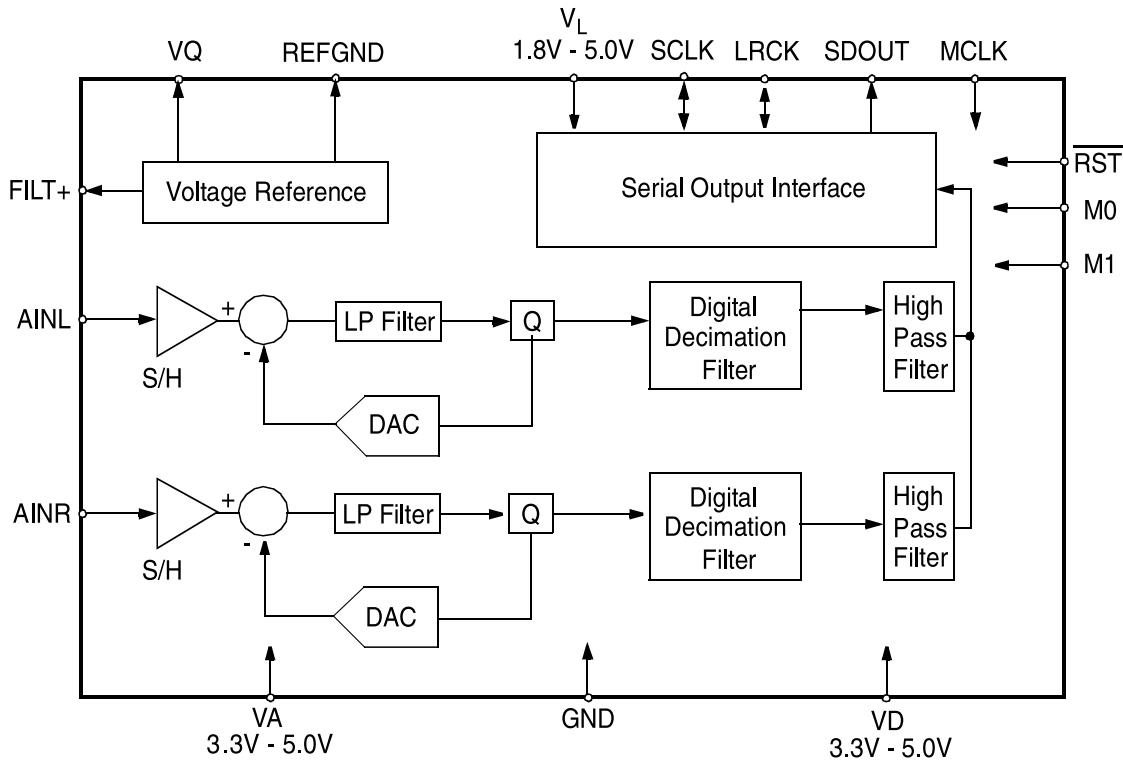 V_L
1.8V - 5.0V
VQ
REFGND
SCLK
LRCK
SDOUT
MCLK
RST
M0
M1
FILT+
Voltage Reference
Serial Output Interface
AINL
+
-
S/H
LP Filter
Q
DAC
Digital
Decimation
Filter
High
Pass
Filter
AINR
+
-
S/H
LP Filter
Q
DAC
Digital
Decimation
Filter
High
Pass
Filter
VA
3.3V - 5.0V
GND
VD
3.3V - 5.0V